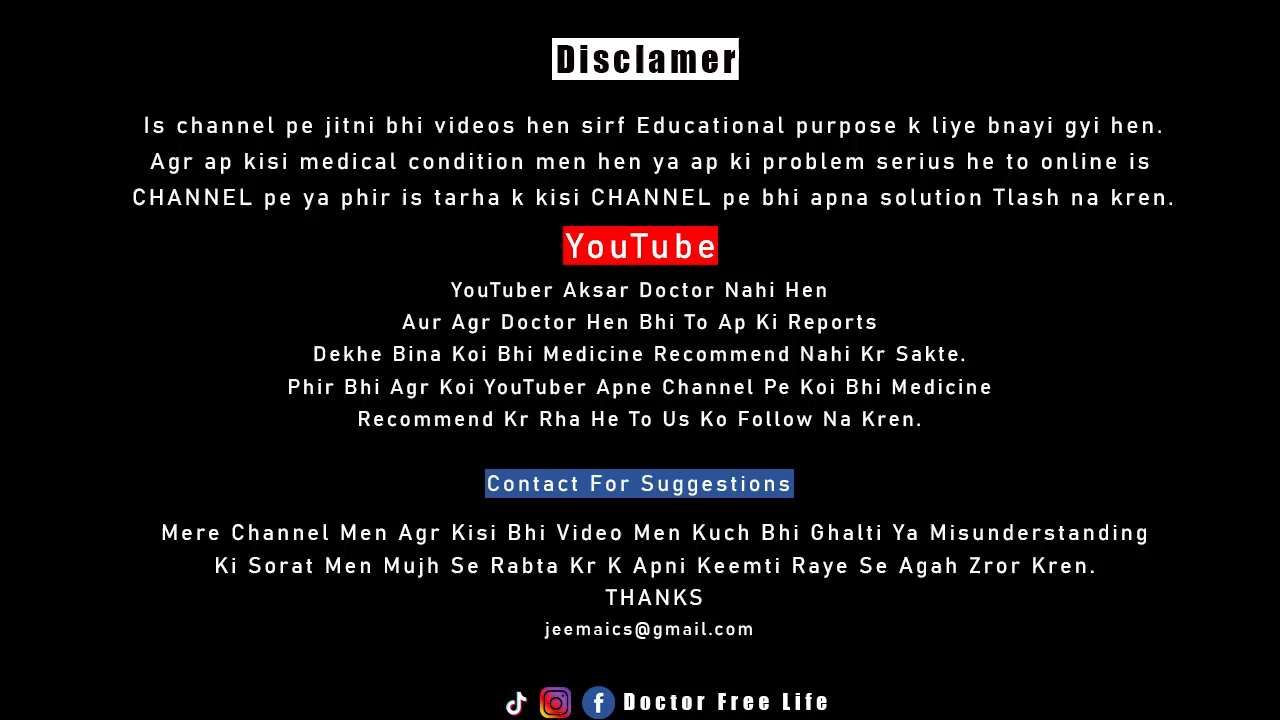 Disclamer
Is channel pe jitni bhi videos hen sirf Educational purpose k liye bnayi gyi hen.
Agr ap kisi medical condition men hen ya ap ki problem serius he to online is
CHANNEL pe ya phir is tarha k kisi CHANNEL pe bhi apna solution Tlash na kren.
YouTube
YouTuber Aksar Doctor Nahi Hen
Aur Agr Doctor Hen Bhi To Ap Ki Reports
Dekhe Bina Koi Bhi Medicine Recommend Nahi Kr Sakte.
Phir Bhi Agr Koi YouTuber Apne Channel Pe Koi Bhi Medicine
Recommend Kr Rha He To Us Ko Follow Na Kren.
Contact For Suggestions
Mere Channel Men Agr Kisi Bhi Video Men Kuch Bhi Ghalti Ya Misunderstanding
Ki Sorat Men Mujh Se Rabta Kr K Apni Keemti Raye Se Agah Zror Kren.
THANKS
jeemaics@gmail.com
Doctor Free Life